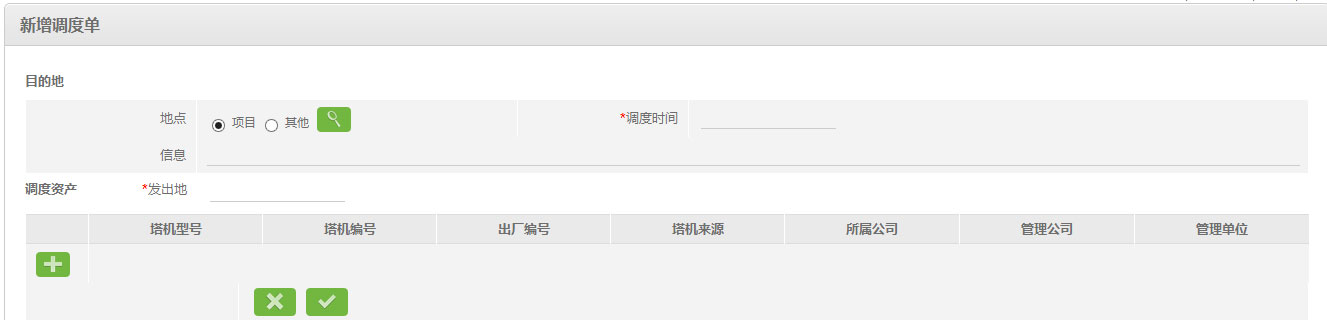 新增调度单
目的地
地点 项目 其他 *调度时间
信息
调度资产 *发出地
塔机型号 塔机编号 出厂编号 塔机来源 所属公司 管理公司 管理单位